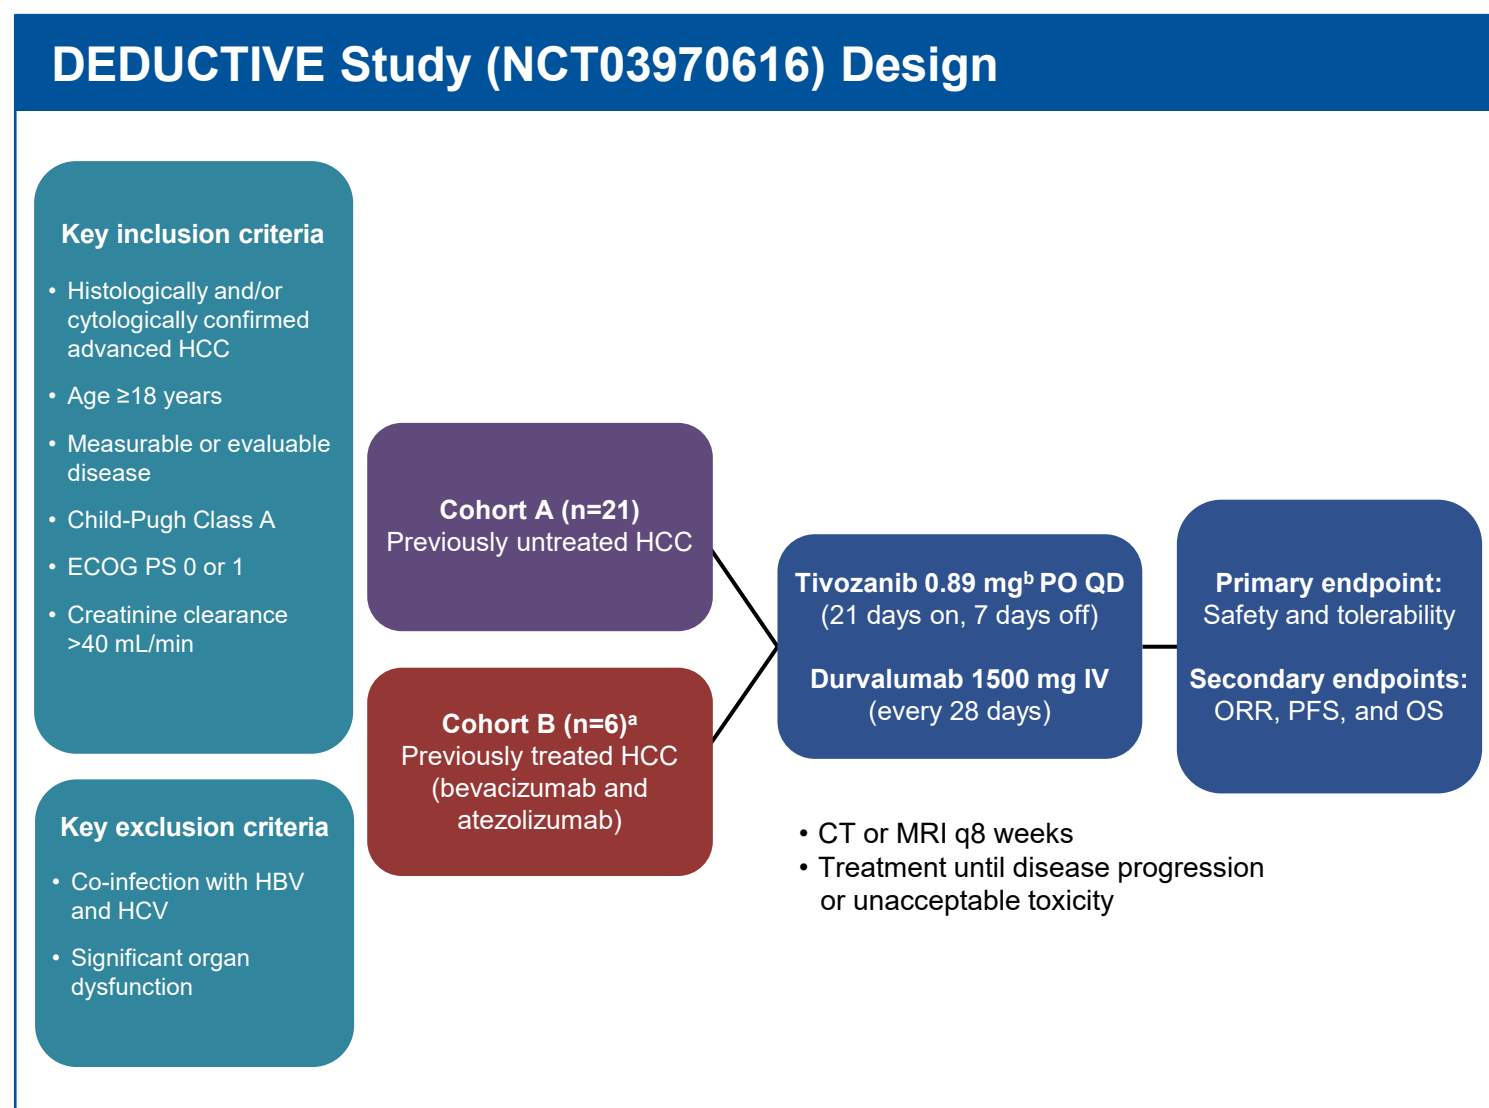 DEDUCTIVE Study (NCT03970616) Design
Key inclusion criteria
• Histologically and/or
cytologically confirmed
advanced HCC
• Age ≥18 years
• Measurable or evaluable
disease
• Child-Pugh Class A
• ECOG PS 0 or 1
• Creatinine clearance
>40 mL/min
Key exclusion criteria
• Co-infection with HBV
and HCV
• Significant organ
dysfunction
Cohort A (n=21)
Previously untreated HCC
Cohort B (n=6)ᵃ
Previously treated HCC
(bevacizumab and
atezolizumab)
Tivozanib 0.89 mgᵇ PO QD
(21 days on, 7 days off)
Durvalumab 1500 mg IV
(every 28 days)
• CT or MRI q8 weeks
• Treatment until disease progression
or unacceptable toxicity
Primary endpoint:
Safety and tolerability
Secondary endpoints:
ORR, PFS, and OS